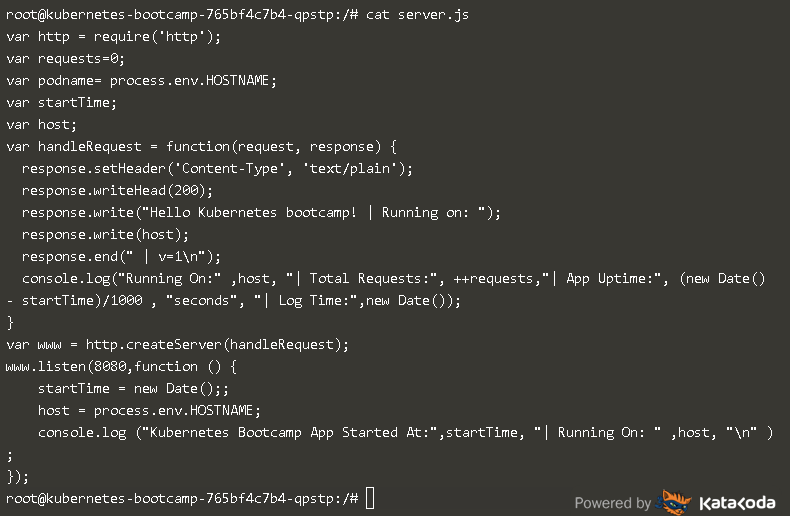 root@kubernetes-bootcamp-765bf4c7b4-qpstp:/# cat server.js
var http = require('http');
var requests=0;
var podname= process.env.HOSTNAME;
var startTime;
var host;
var handleRequest = function(request, response) {
  response.setHeader('Content-Type', 'text/plain');
  response.writeHead(200);
  response.write("Hello Kubernetes bootcamp! | Running on: ");
  response.write(host);
  response.end(" | v=1\n");
  console.log("Running On:" ,host, "| Total Requests:", ++requests,"| App Uptime:", (new Date()
- startTime)/1000 , "seconds", "| Log Time:",new Date());
}
var www = http.createServer(handleRequest);
www.listen(8080,function () {
    startTime = new Date();;
    host = process.env.HOSTNAME;
    console.log ("Kubernetes Bootcamp App Started At:",startTime, "| Running On: " ,host, "\n" )
;
});
root@kubernetes-bootcamp-765bf4c7b4-qpstp:/#
Powered by Katacoda